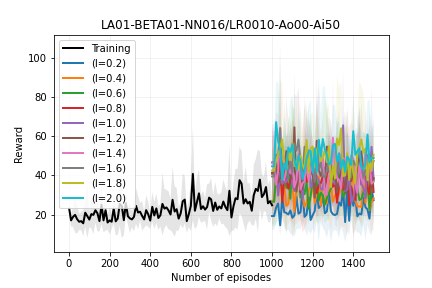 LA01-BETA01-NN016/LR0010-Ao00-Ai50
Reward
100
80
60
40
20
Training
(l=0.2)
(l=0.4)
(l=0.6)
(l=0.8)
(l=1.0)
(l=1.2)
(l=1.4)
(l=1.6)
(l=1.8)
(l=2.0)
0 200 400 600 800 1000 1200 1400
Number of episodes